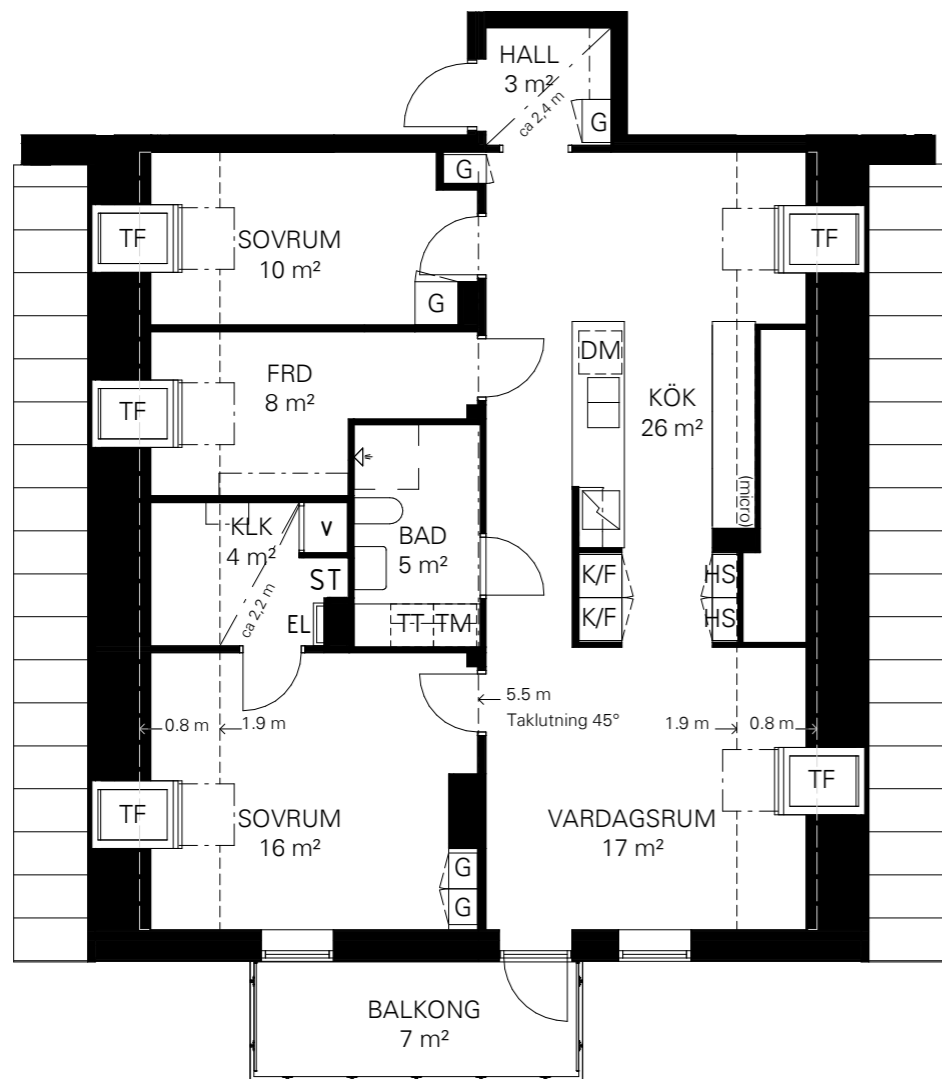 HALL
3 m²
ca 2,4 m
G
G
TF
SOVRUM
10 m²
TF
G
FRD
8 m²
TF
DM
KÖK
26 m²
(micro)
KLK
4 m²
V
BAD
5 m²
ST
ca 2,2 m
EL
TT
TM
K/F
HS
K/F
HS
5.5 m
Taklutning 45°
0.8 m
1.9 m
1.9 m
0.8 m
TF
SOVRUM
16 m²
VARDAGSRUM
17 m²
TF
G
G
BALKONG
7 m²